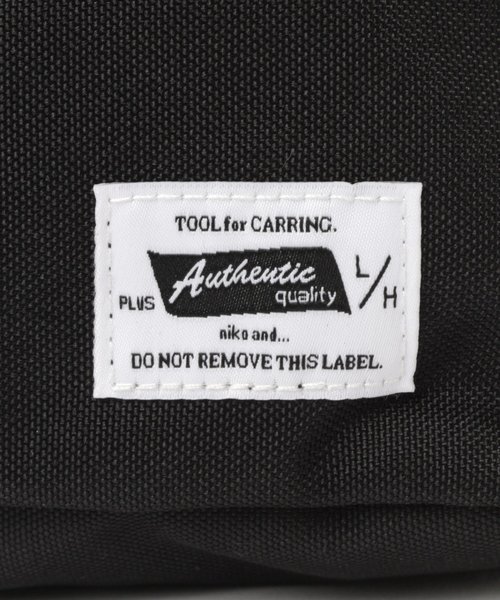 TOOL for CARRING.
Authentic
PLUS quality L/H
niko and...
DO NOT REMOVE THIS LABEL.